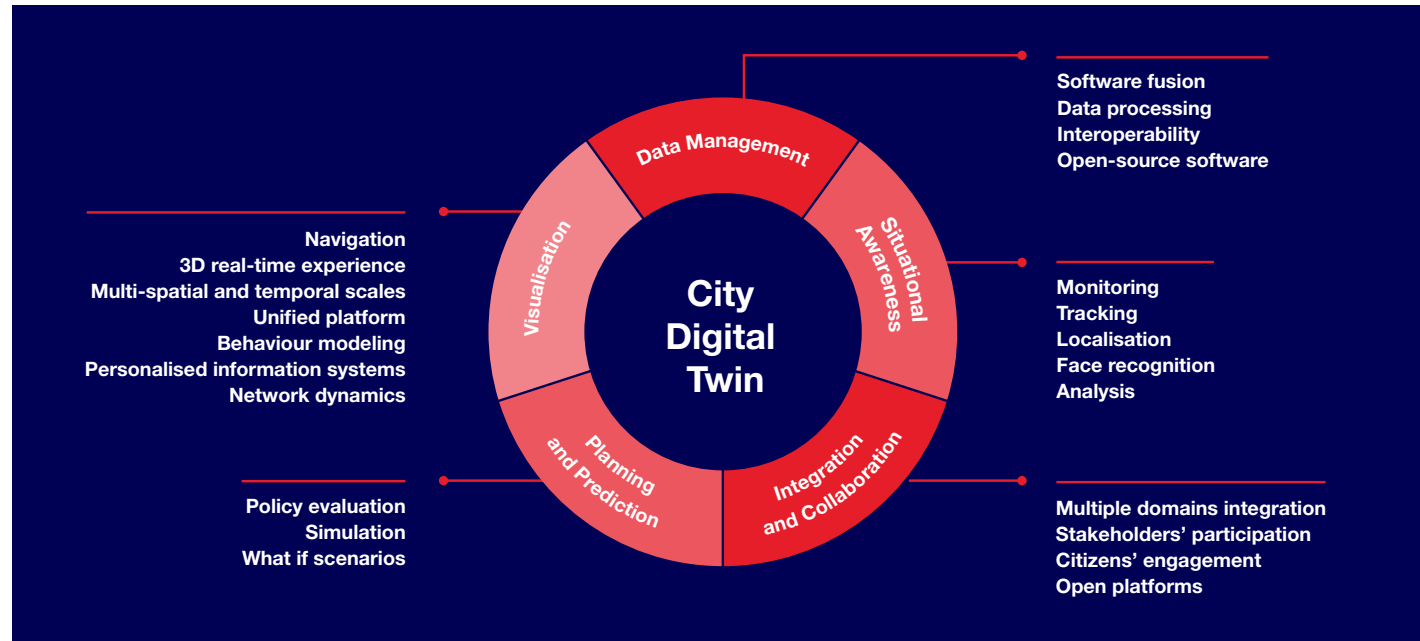 City
Digital
Twin
Data Management
Software fusion
Data processing
Interoperability
Open-source software
Situational
Awareness
Monitoring
Tracking
Localisation
Face recognition
Analysis
Integration
and Collaboration
Multiple domains integration
Stakeholders’ participation
Citizens’ engagement
Open platforms
Planning
and Prediction
Policy evaluation
Simulation
What if scenarios
Visualisation
Navigation
3D real-time experience
Multi-spatial and temporal scales
Unified platform
Behaviour modeling
Personalised information systems
Network dynamics